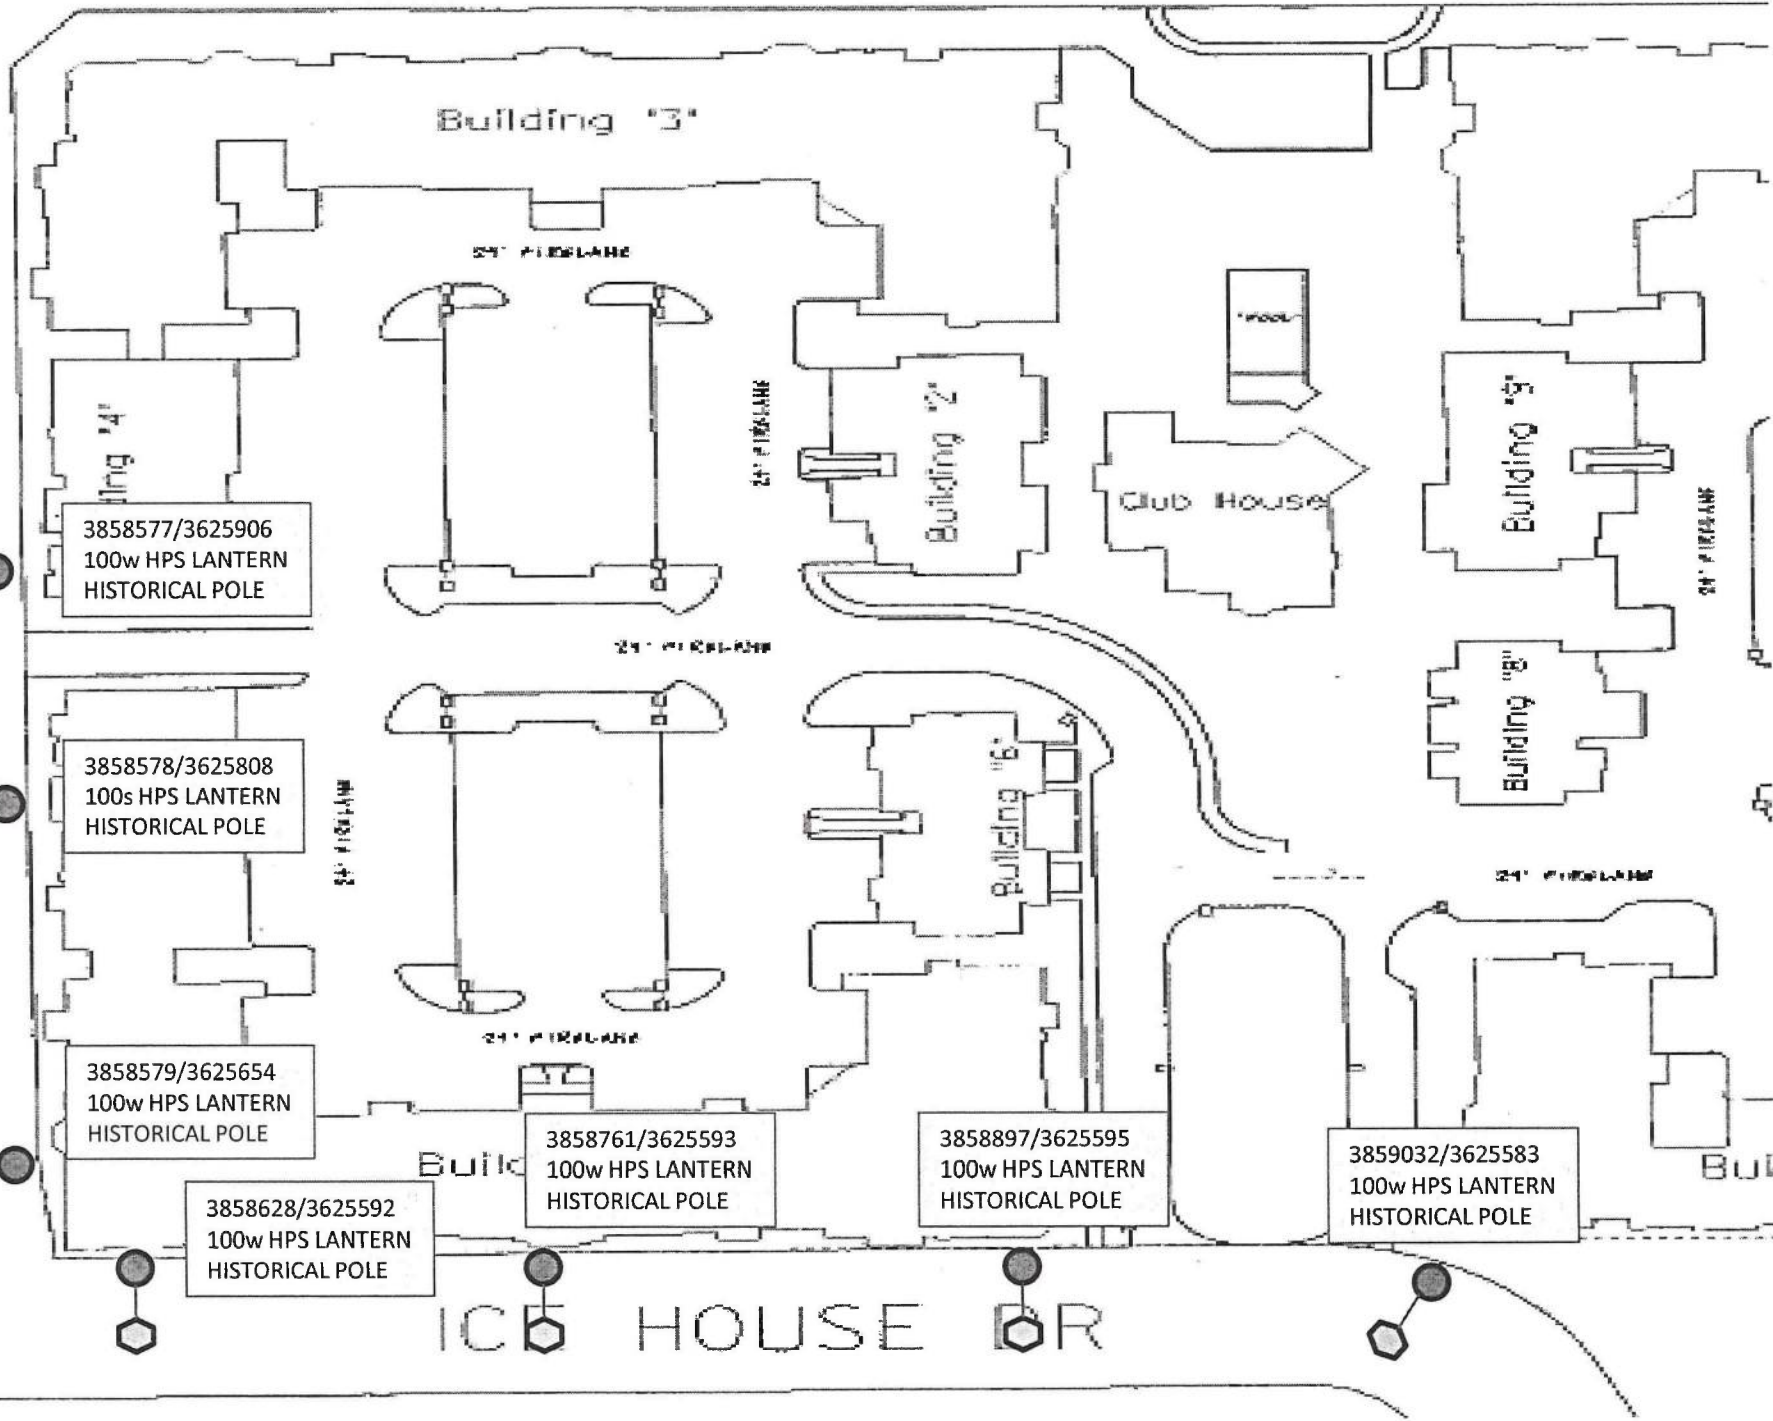 Building "3"
24' FIRELANE
"POOL"
Building "2"
24' FIRELANE
Building "9"
Club House
24' FIRELANE
"4"
3858577/3625906
100w HPS LANTERN
HISTORICAL POLE
24' FIRELANE
Building "8"
3858578/3625808
100s HPS LANTERN
HISTORICAL POLE
24' FIRELANE
Building "6"
24' FIRELANE
24' FIRELANE
3858579/3625654
100w HPS LANTERN
HISTORICAL POLE
Build
3858761/3625593
100w HPS LANTERN
HISTORICAL POLE
3858897/3625595
100w HPS LANTERN
HISTORICAL POLE
3859032/3625583
100w HPS LANTERN
HISTORICAL POLE
3858628/3625592
100w HPS LANTERN
HISTORICAL POLE
ICE HOUSE DR